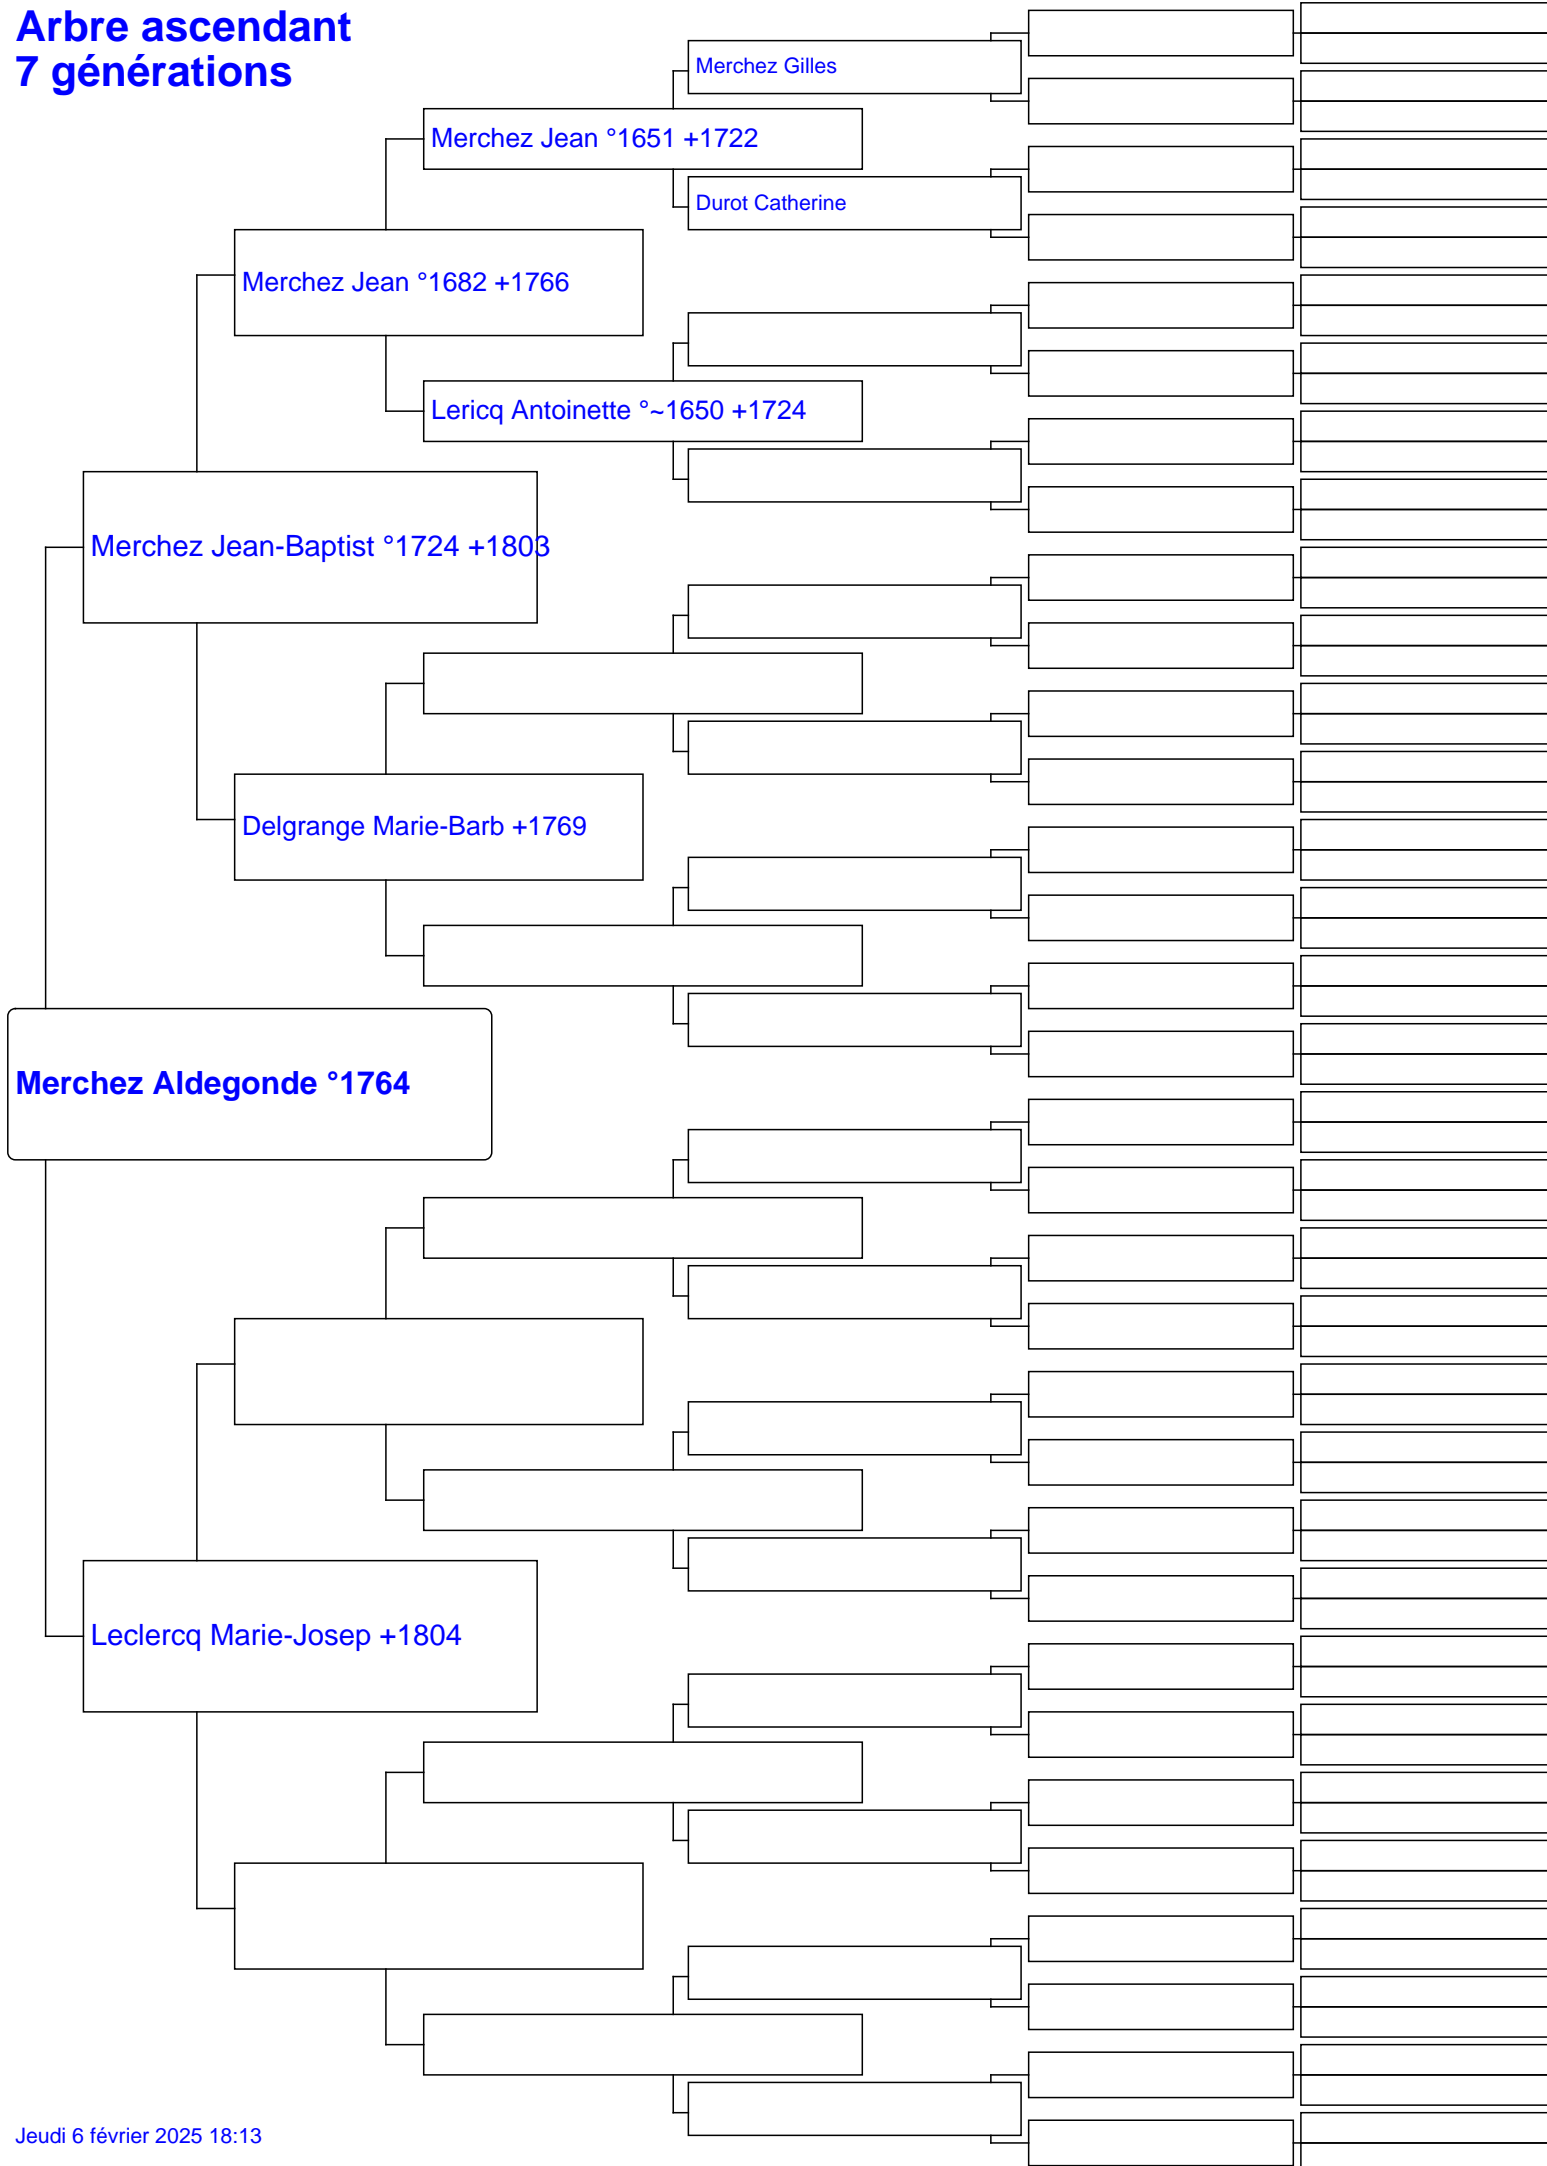 Arbre ascendant
7 générations
Merchez Gilles
Merchez Jean °1651 +1722
Durot Catherine
Merchez Jean °1682 +1766
Lericq Antoinette °~1650 +1724
Merchez Jean-Baptist °1724 +1803
Delgrange Marie-Barb +1769
Merchez Aldegonde °1764
Leclercq Marie-Josep +1804
Jeudi 6 février 2025 18:13